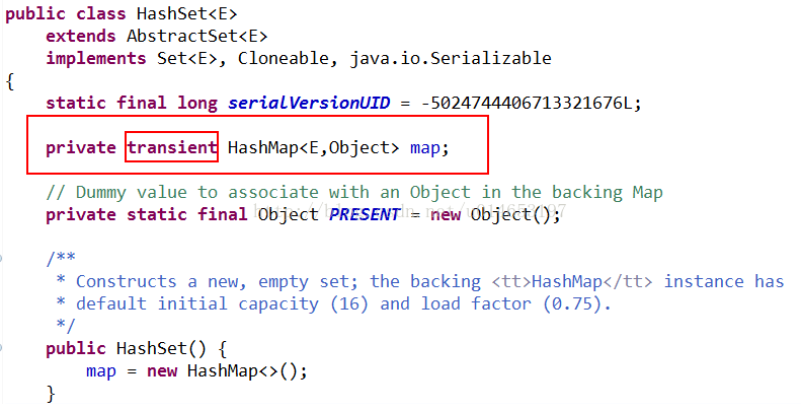 public class HashSet<E>
    extends AbstractSet<E>
    implements Set<E>, Cloneable, java.io.Serializable
{
    static final long serialVersionUID = -5024744406713321676L;

    private transient HashMap<E,Object> map;

    // Dummy value to associate with an Object in the backing Map
    private static final Object PRESENT = new Object();

    /**
     * Constructs a new, empty set; the backing <tt>HashMap</tt> instance has
     * default initial capacity (16) and load factor (0.75).
     */
    public HashSet() {
        map = new HashMap<>();
    }